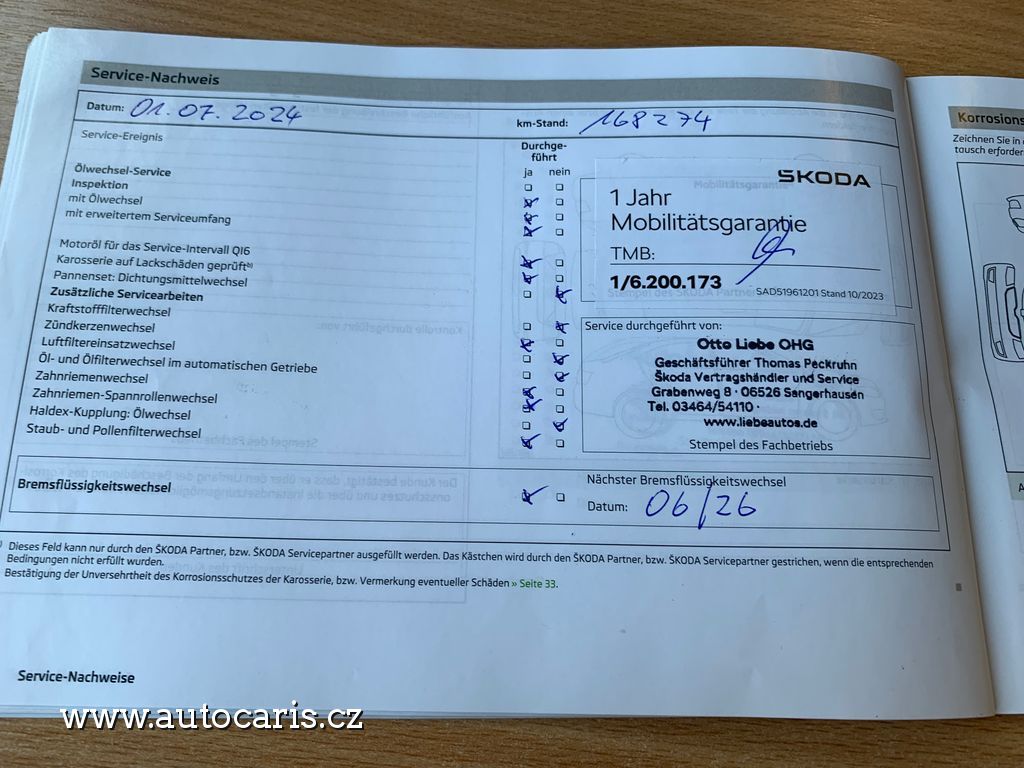 Service-Nachweis
Datum: 01.07.2024
km-Stand: 168274
Service-Ereignis
Durchge-
führt
ja nein
Ölwechsel-Service
Inspektion
mit Ölwechsel
mit erweitertem Serviceumfang
Motoröl für das Service-Intervall QI6
Karosserie auf Lackschäden geprüft b)
Pannenset: Dichtungsmittelwechsel
Zusätzliche Servicearbeiten
Kraftstofffilterwechsel
Zündkerzenwechsel
Luftfiltereinsatzwechsel
Öl- und Ölfilterwechsel im automatischen Getriebe
Zahnriemenwechsel
Zahnriemen-Spannrollenwechsel
Haldex-Kupplung: Ölwechsel
Staub- und Pollenfilterwechsel
ŠKODA
1 Jahr
Mobilitätsgarantie
TMB:
1/6.200.173
SAD51961201 Stand 10/2023
Service durchgeführt von:
Otto Liebe OHG
Geschäftsführer Thomas Peckruhn
Škoda Vertragshändler und Service
Grabenweg 8 · 06526 Sangerhausen
Tel. 03464/54110 ·
www.liebeautos.de
Stempel des Fachbetriebs
Bremsflüssigkeitswechsel
Nächster Bremsflüssigkeitswechsel
Datum: 06/26
Dieses Feld kann nur durch den ŠKODA Partner, bzw. ŠKODA Servicepartner ausgefüllt werden. Das Kästchen wird durch den ŠKODA Partner, bzw. ŠKODA Servicepartner gestrichen, wenn die entsprechenden
Bedingungen nicht erfüllt wurden.
Bestätigung der Unversehrtheit des Korrosionsschutzes der Karosserie, bzw. Vermerkung eventueller Schäden » Seite 33.
Service-Nachweise
Korrosions
Zeichnen Sie in
tausch erforder
www.autocaris.cz